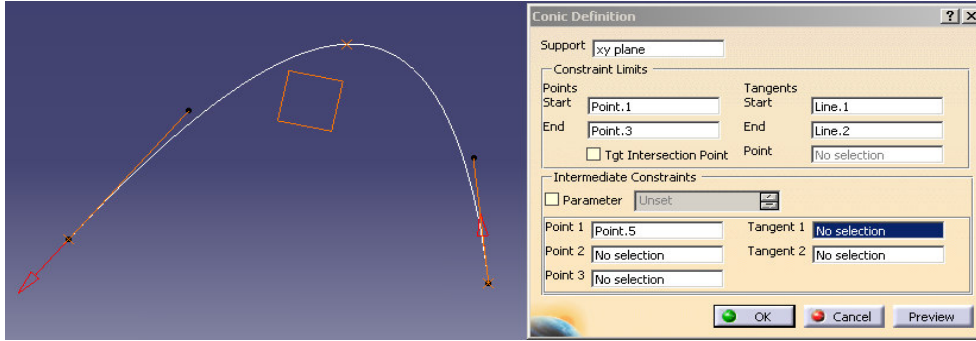 Conic Definition
Support xy plane
Constraint Limits
Points Tangents
Start Point.1 Start Line.1
End Point.3 End Line.2
Tgt Intersection Point Point No selection
Intermediate Constraints
Parameter Unset
Point 1 Point.5 Tangent 1 No selection
Point 2 No selection Tangent 2 No selection
Point 3 No selection
OK Cancel Preview